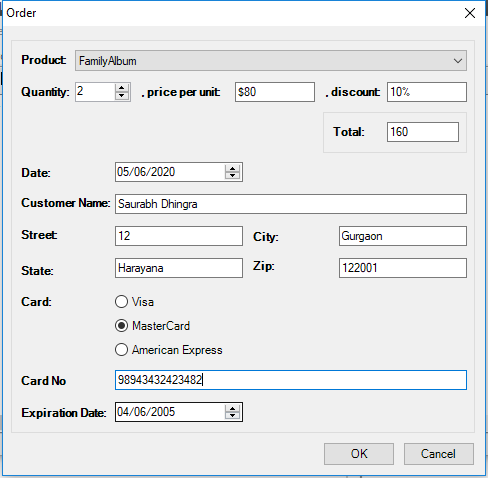 Order
Product: FamilyAlbum
Quantity: 2 , price per unit: $80 , discount: 10%
Total: 160
Date: 05/06/2020
Customer Name: Saurabh Dhingra
Street: 12 City: Gurgaon
State: Harayana Zip: 122001
Card: Visa
MasterCard
American Express
Card No 98943432423482
Expiration Date: 04/06/2005
OK Cancel